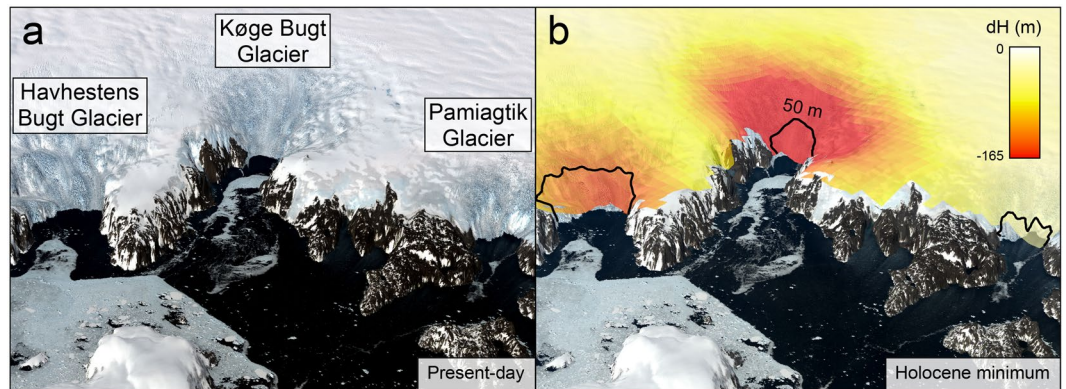 a
Køge Bugt
Glacier
Havhestens
Bugt Glacier
Pamiagtik
Glacier
Present-day
b
dH (m)
0
-165
50 m
Holocene minimum